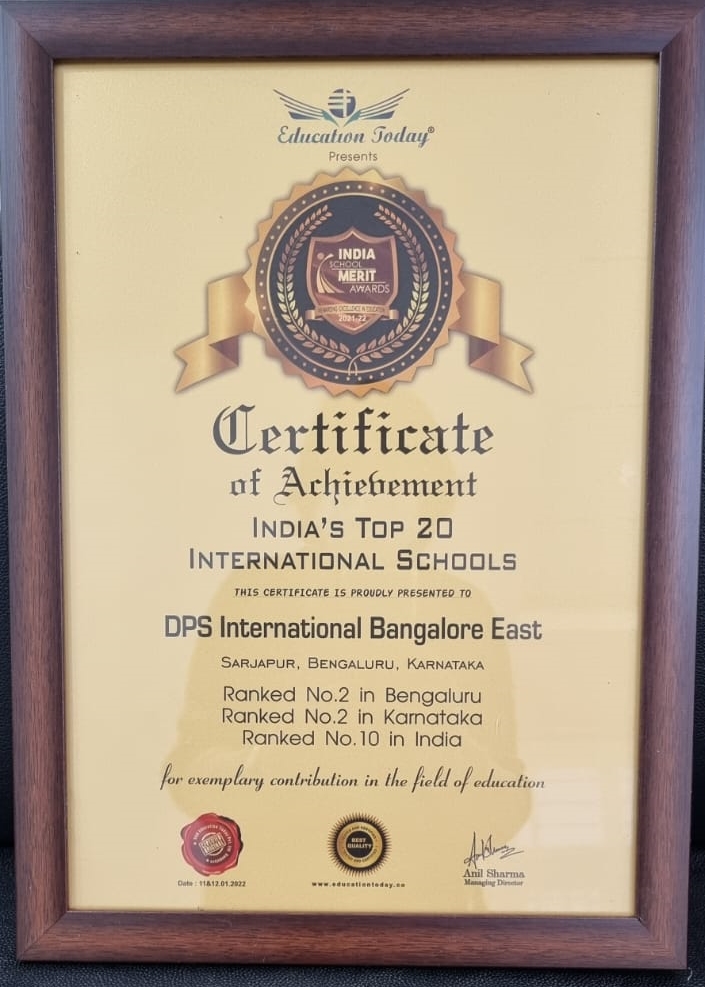 Education Today®
Presents
INDIA
SCHOOL
MERIT
AWARDS
2021-22
Certificate
of Achievement
INDIA'S TOP 20
INTERNATIONAL SCHOOLS
THIS CERTIFICATE IS PROUDLY PRESENTED TO
DPS International Bangalore East
SARJAPUR, BENGALURU, KARNATAKA
Ranked No.2 in Bengaluru
Ranked No.2 in Karnataka
Ranked No.10 in India
for exemplary contribution in the field of education
BEST
QUALITY
Anil Sharma
Managing Director
Date : 11&12.01.2022
www.educationtoday.co